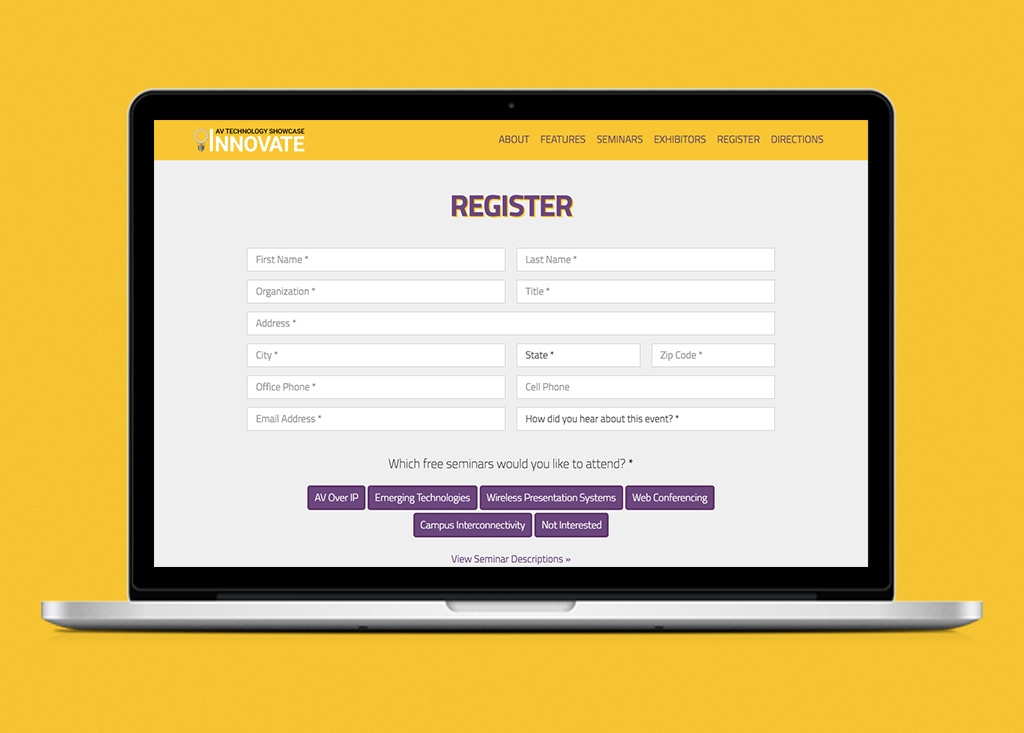 AV TECHNOLOGY SHOWCASE
INNOVATE
ABOUT FEATURES SEMINARS EXHIBITORS REGISTER DIRECTIONS
REGISTER
First Name * Last Name *
Organization * Title *
Address *
City * State * Zip Code *
Office Phone * Cell Phone
Email Address * How did you hear about this event? *
Which free seminars would you like to attend? *
AV Over IP Emerging Technologies Wireless Presentation Systems Web Conferencing
Campus Interconnectivity Not Interested
View Seminar Descriptions »